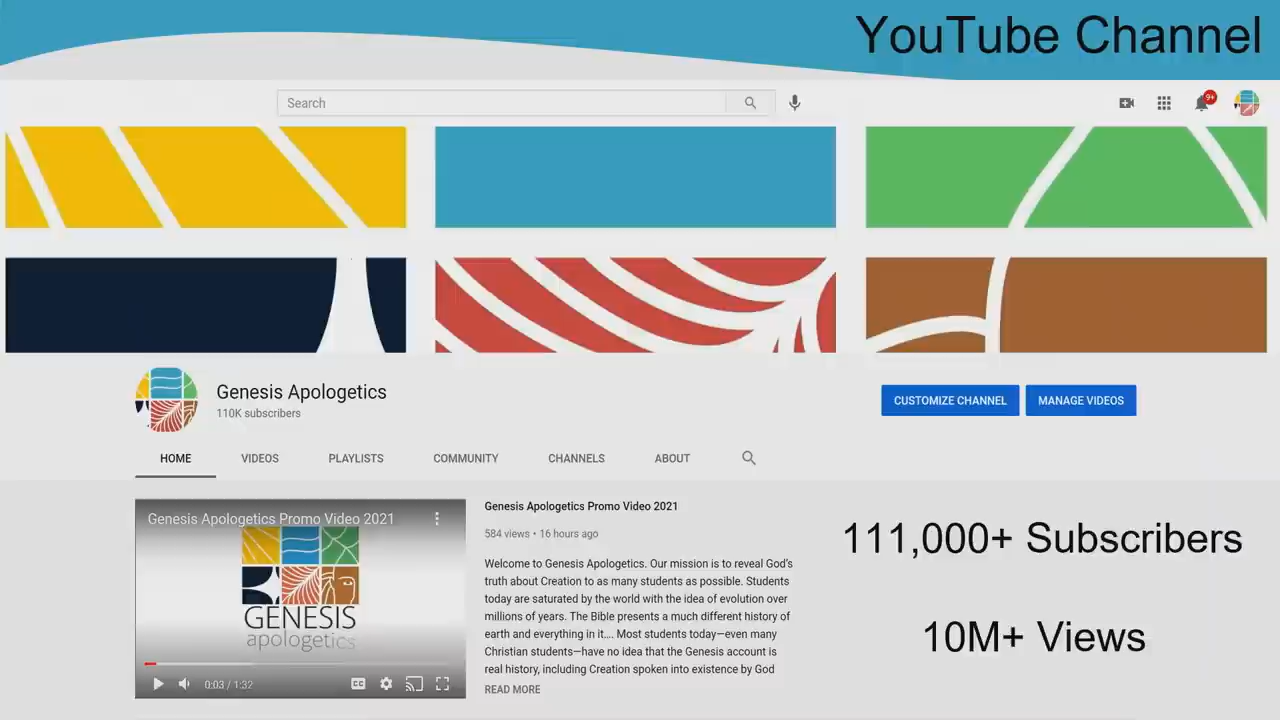 YouTube Channel
Search
9+
Genesis Apologetics
110K subscribers
CUSTOMIZE CHANNEL
MANAGE VIDEOS
HOME
VIDEOS
PLAYLISTS
COMMUNITY
CHANNELS
ABOUT
Genesis Apologetics Promo Video 2021
GENESIS
apologetics
0:03 / 1:32
CC
Genesis Apologetics Promo Video 2021
584 views • 16 hours ago
Welcome to Genesis Apologetics. Our mission is to reveal God's
truth about Creation to as many students as possible. Students
today are saturated by the world with the idea of evolution over
millions of years. The Bible presents a much different history of
earth and everything in it.... Most students today—even many
Christian students—have no idea that the Genesis account is
real history, including Creation spoken into existence by God
READ MORE
111,000+ Subscribers
10M+ Views